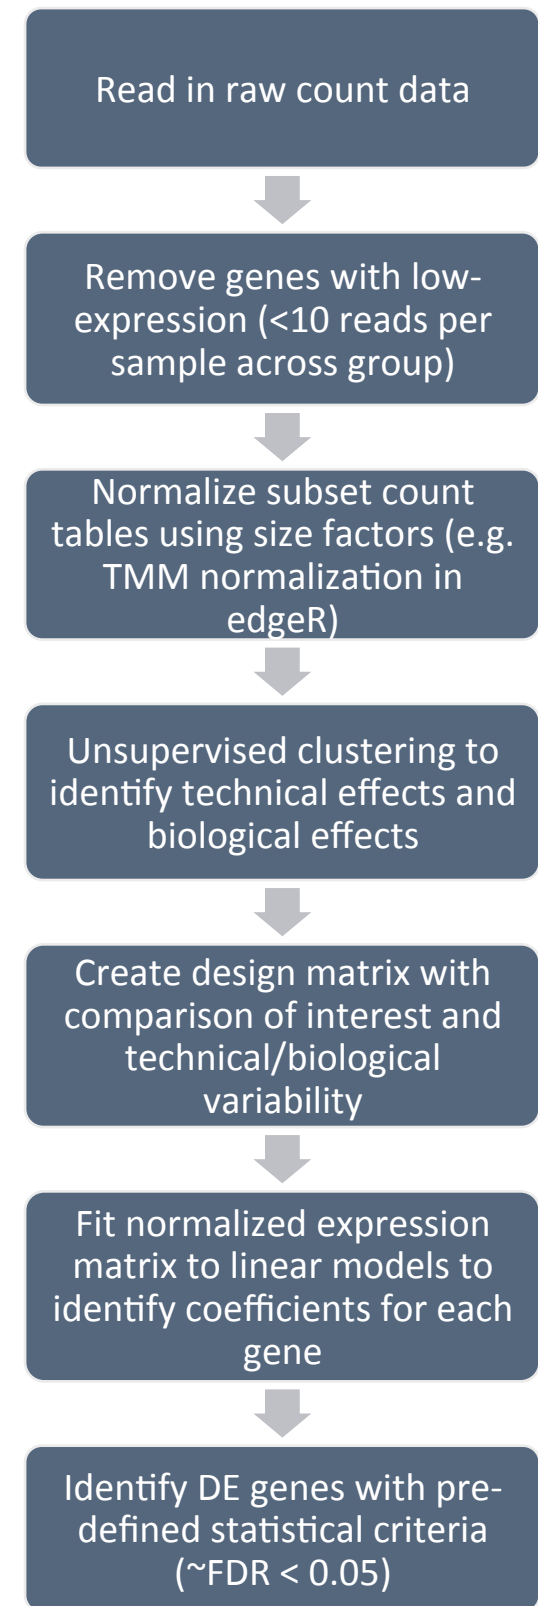 Read in raw count data
Remove genes with low-
expression (<10 reads per
sample across group)
Normalize subset count
tables using size factors (e.g.
TMM normalization in
edgeR)
Unsupervised clustering to
identify technical effects and
biological effects
Create design matrix with
comparison of interest and
technical/biological
variability
Fit normalized expression
matrix to linear models to
identify coefficients for each
gene
Identify DE genes with pre-
defined statistical criteria
(~FDR < 0.05)